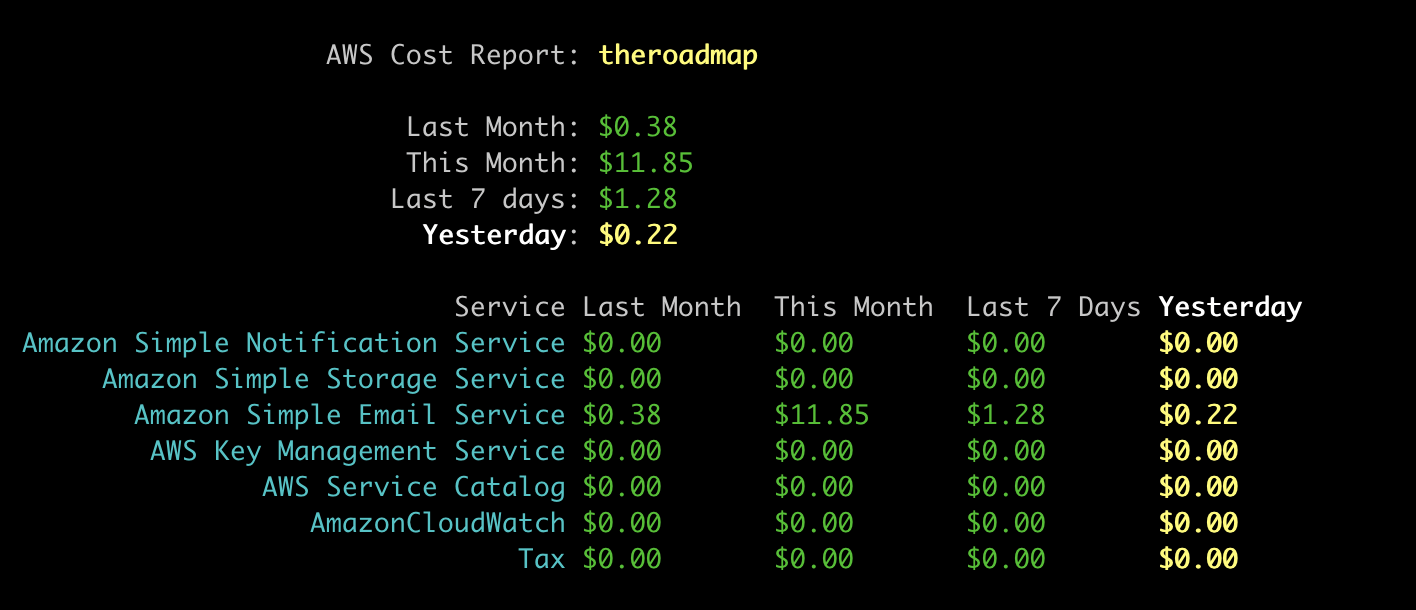 AWS Cost Report: theroadmap
Last Month: $0.38
This Month: $11.85
Last 7 days: $1.28
Yesterday: $0.22
Service Last Month This Month Last 7 Days Yesterday
Amazon Simple Notification Service $0.00 $0.00 $0.00 $0.00
Amazon Simple Storage Service $0.00 $0.00 $0.00 $0.00
Amazon Simple Email Service $0.38 $11.85 $1.28 $0.22
AWS Key Management Service $0.00 $0.00 $0.00 $0.00
AWS Service Catalog $0.00 $0.00 $0.00 $0.00
AmazonCloudWatch $0.00 $0.00 $0.00 $0.00
Tax $0.00 $0.00 $0.00 $0.00